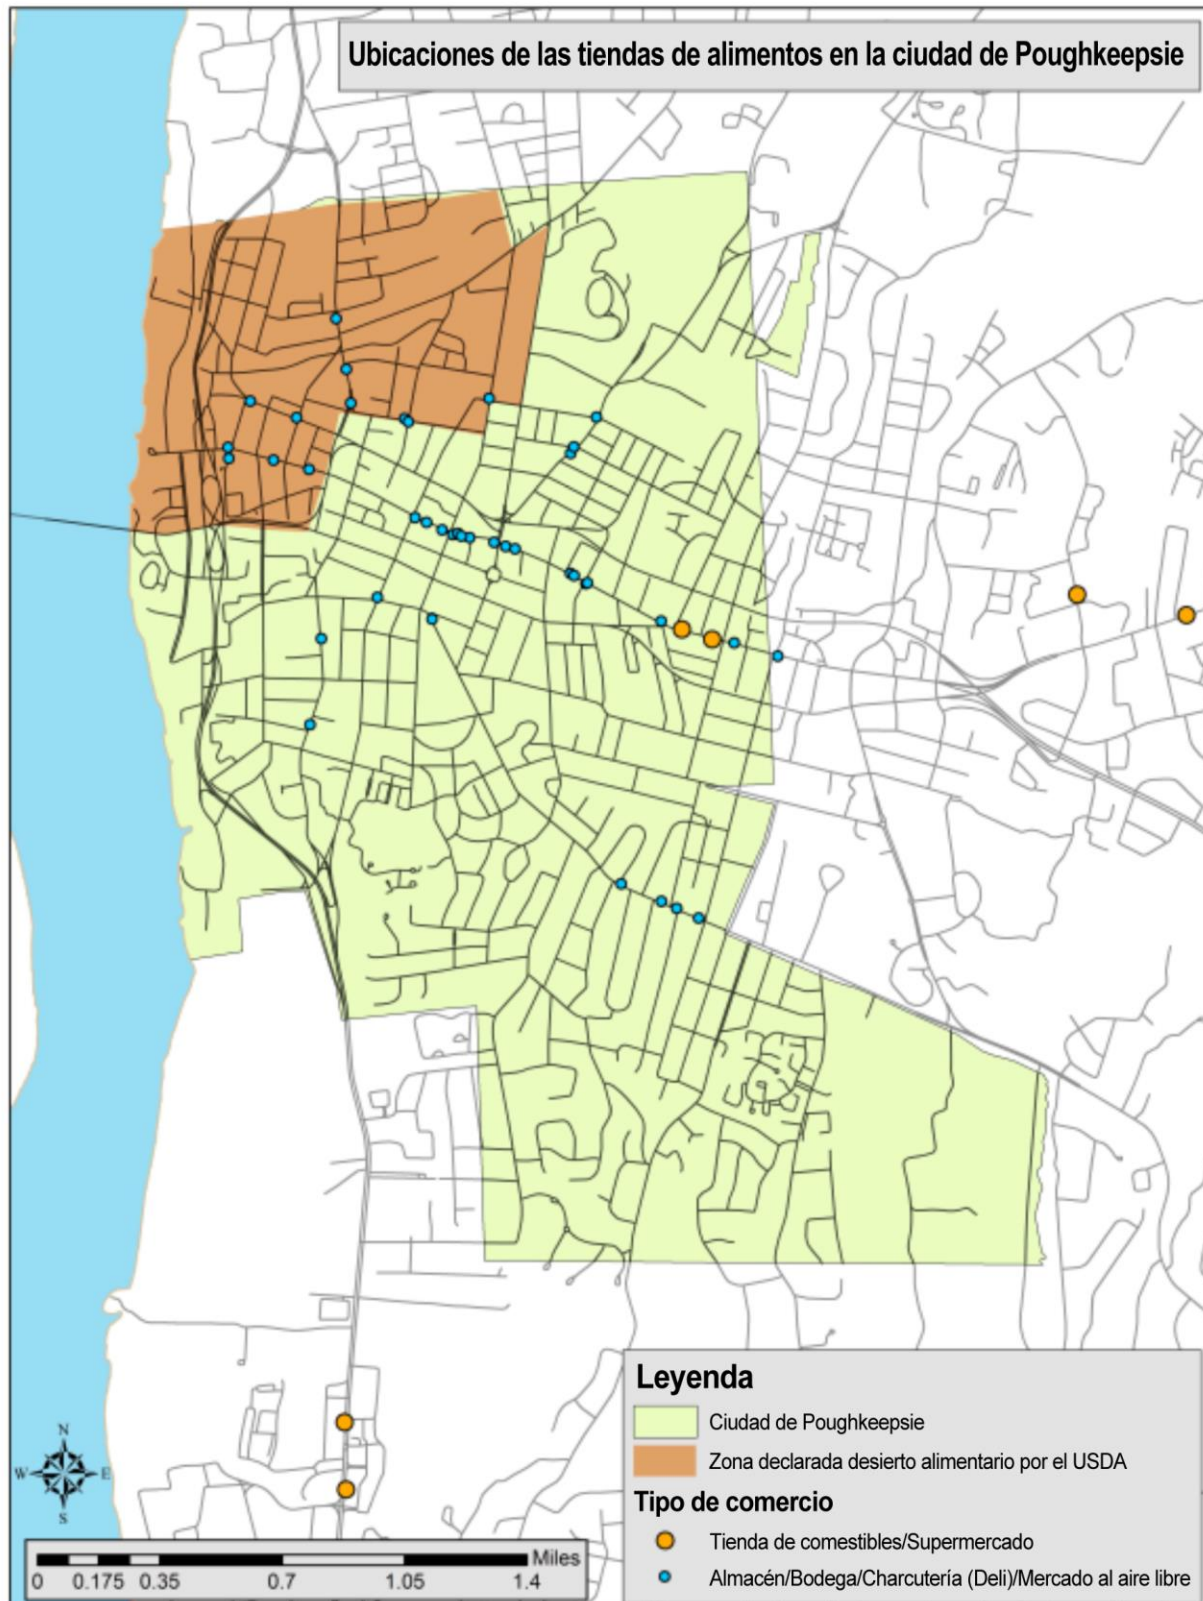 Ubicaciones de las tiendas de alimentos en la ciudad de Poughkeepsie
Leyenda
Ciudad de Poughkeepsie
Zona declarada desierto alimentario por el USDA
Tipo de comercio
Tienda de comestibles/Supermercado
Almacén/Bodega/Charcutería (Deli)/Mercado al aire libre
N
W E
S
Miles
0 0.175 0.35 0.7 1.05 1.4